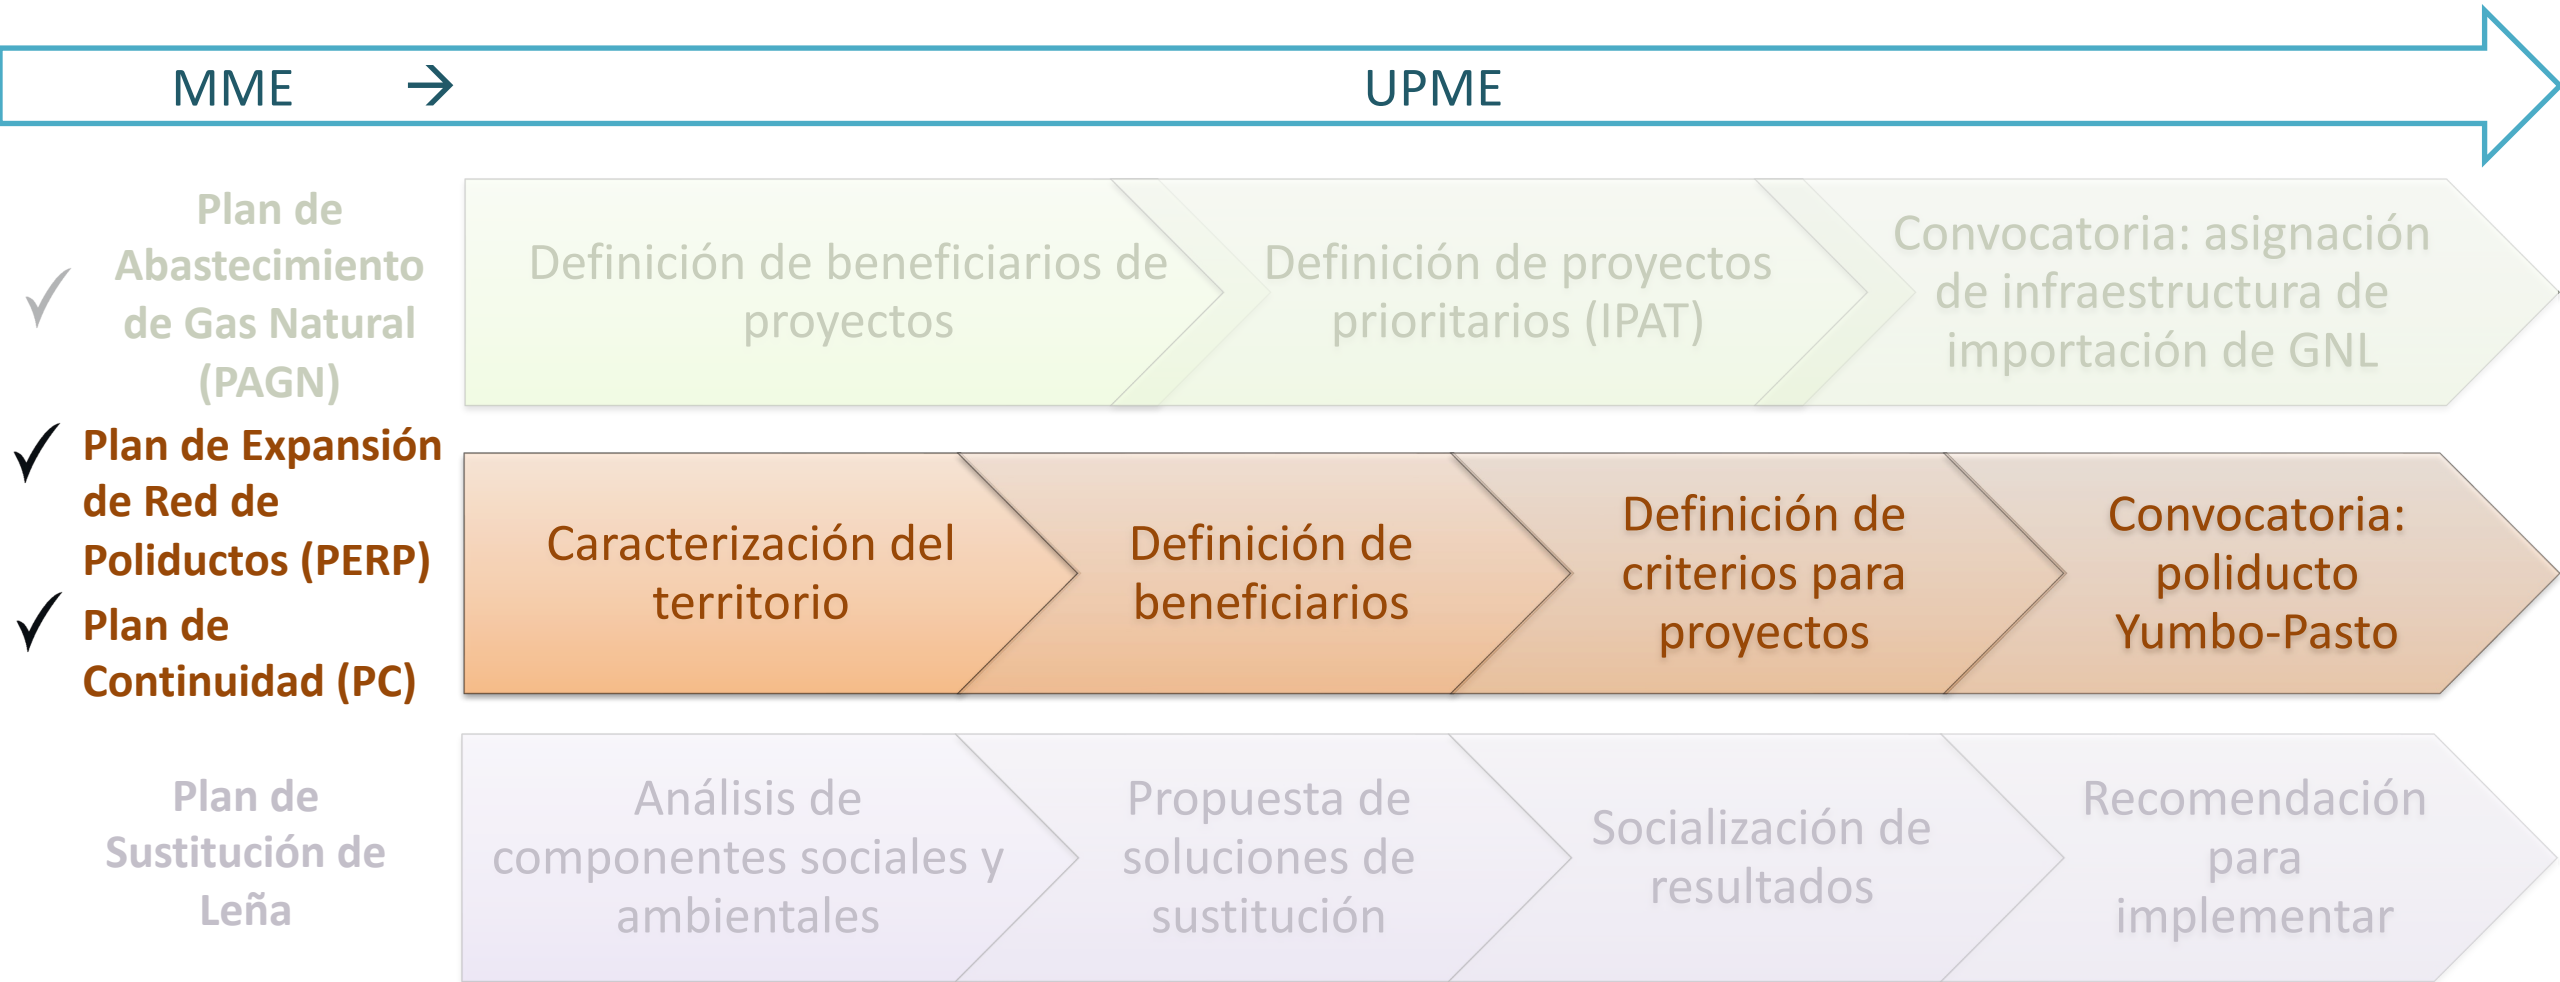 MME → UPME
Plan de
Abastecimiento
de Gas Natural
(PAGN)
Definición de beneficiarios de
proyectos
Definición de proyectos
prioritarios (IPAT)
Convocatoria: asignación
de infraestructura de
importación de GNL
✓ Plan de Expansión
de Red de
Poliductos (PERP)
✓ Plan de
Continuidad (PC)
Caracterización del
territorio
Definición de
beneficiarios
Definición de
criterios para
proyectos
Convocatoria:
poliducto
Yumbo-Pasto
Plan de
Sustitución de
Leña
Análisis de
componentes sociales y
ambientales
Propuesta de
soluciones de
sustitución
Socialización de
resultados
Recomendación
para
implementar